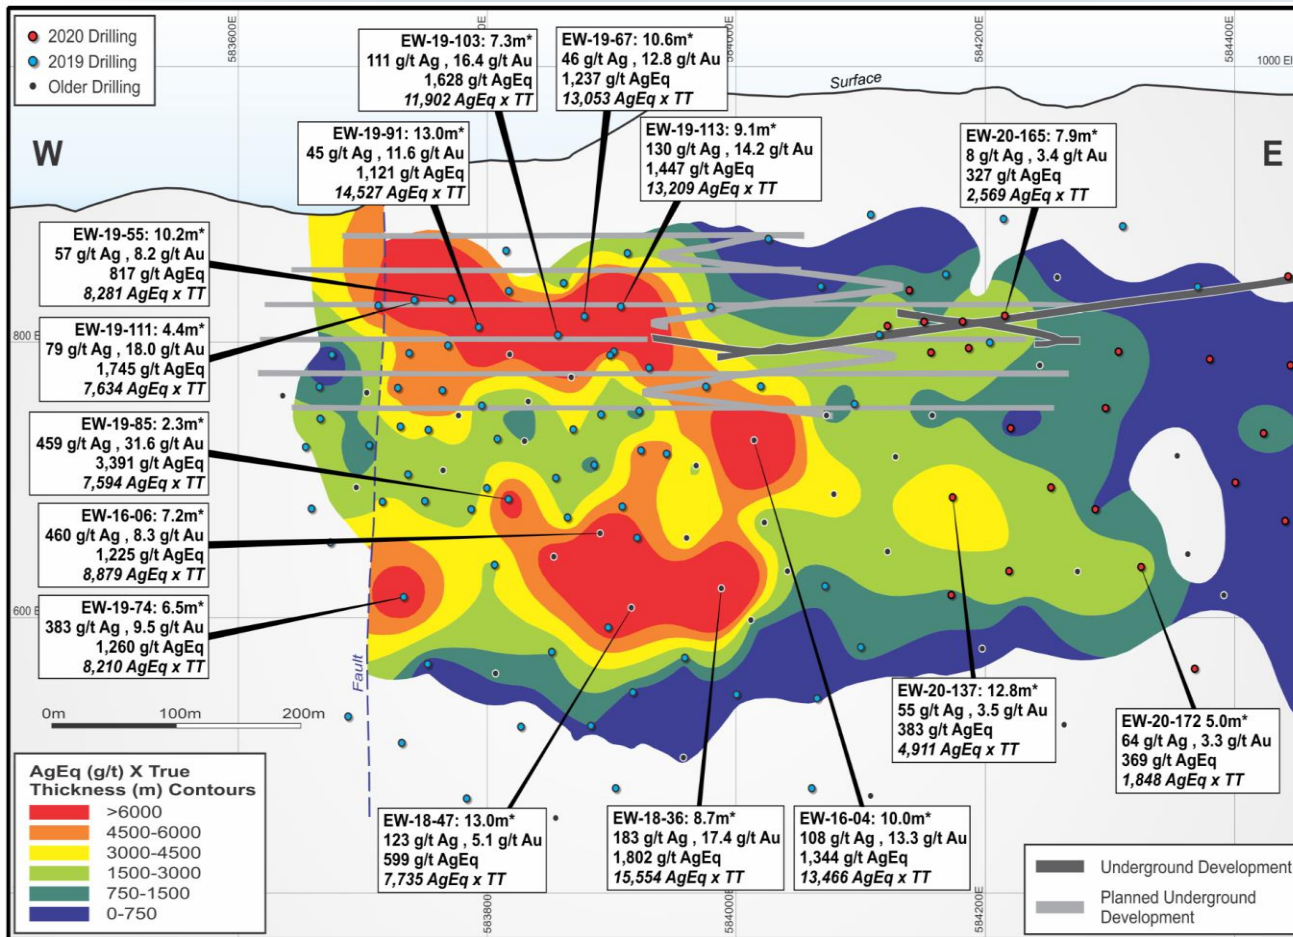 2020 Drilling
2019 Drilling
Older Drilling
583600E
584000E
584200E
584400E
1000 El
Surface
W
E
EW-19-103: 7.3m*
111 g/t Ag , 16.4 g/t Au
1,628 g/t AgEq
11,902 AgEq x TT
EW-19-67: 10.6m*
46 g/t Ag , 12.8 g/t Au
1,237 g/t AgEq
13,053 AgEq x TT
EW-19-91: 13.0m*
45 g/t Ag , 11.6 g/t Au
1,121 g/t AgEq
14,527 AgEq x TT
EW-19-113: 9.1m*
130 g/t Ag , 14.2 g/t Au
1,447 g/t AgEq
13,209 AgEq x TT
EW-20-165: 7.9m*
8 g/t Ag , 3.4 g/t Au
327 g/t AgEq
2,569 AgEq x TT
EW-19-55: 10.2m*
57 g/t Ag , 8.2 g/t Au
817 g/t AgEq
8,281 AgEq x TT
EW-19-111: 4.4m*
79 g/t Ag , 18.0 g/t Au
1,745 g/t AgEq
7,634 AgEq x TT
800 E
EW-19-85: 2.3m*
459 g/t Ag , 31.6 g/t Au
3,391 g/t AgEq
7,594 AgEq x TT
EW-16-06: 7.2m*
460 g/t Ag , 8.3 g/t Au
1,225 g/t AgEq
8,879 AgEq x TT
600 E
EW-19-74: 6.5m*
383 g/t Ag , 9.5 g/t Au
1,260 g/t AgEq
8,210 AgEq x TT
Fault
0m 100m 200m
EW-20-137: 12.8m*
55 g/t Ag , 3.5 g/t Au
383 g/t AgEq
4,911 AgEq x TT
EW-20-172 5.0m*
64 g/t Ag , 3.3 g/t Au
369 g/t AgEq
1,848 AgEq x TT
EW-18-47: 13.0m*
123 g/t Ag , 5.1 g/t Au
599 g/t AgEq
7,735 AgEq x TT
EW-18-36: 8.7m*
183 g/t Ag , 17.4 g/t Au
1,802 g/t AgEq
15,554 AgEq x TT
EW-16-04: 10.0m*
108 g/t Ag , 13.3 g/t Au
1,344 g/t AgEq
13,466 AgEq x TT
AgEq (g/t) X True
Thickness (m) Contours
>6000
4500-6000
3000-4500
1500-3000
750-1500
0-750
583800E
584000E
584200E
Underground Development
Planned Underground
Development